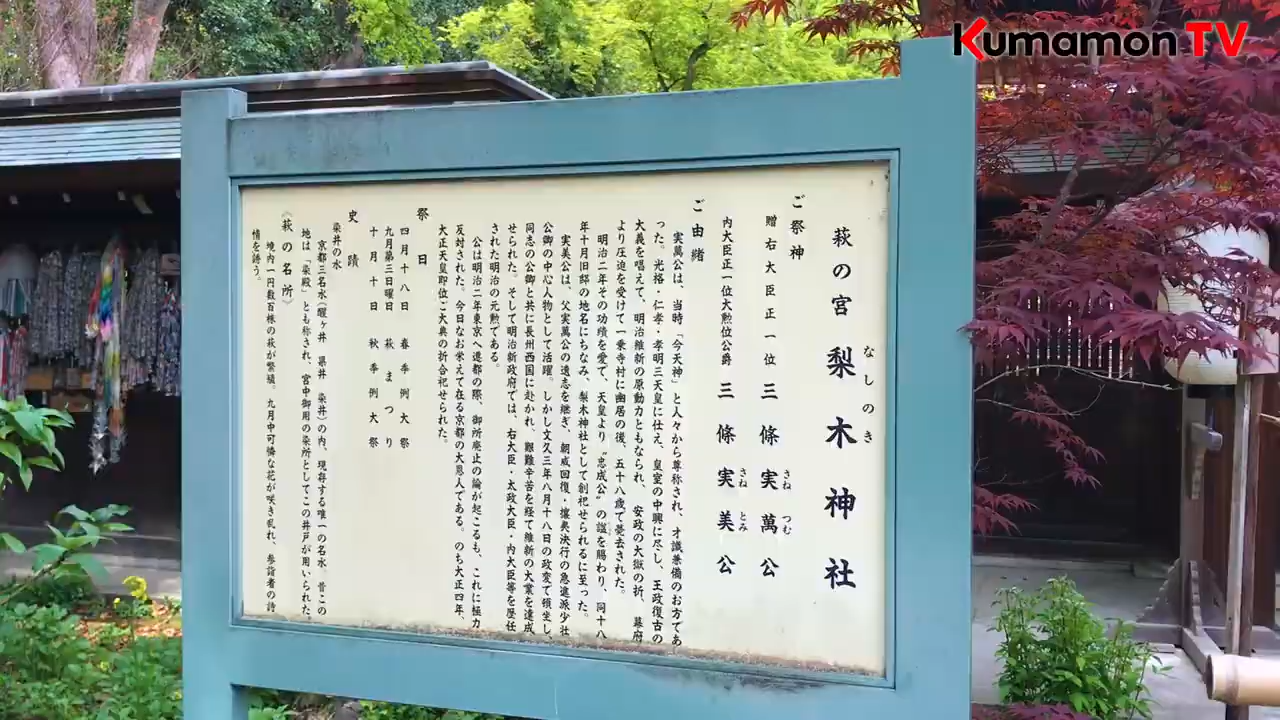 Kumamon TV
萩の宮 梨木神社
なしのき
ご祭神
贈右大臣正一位 三條実萬公
さね つむ
内大臣正一位大勲位公爵 三條実美公
さね とみ
ご由緒
実萬公は、当時「今天神」と人々から尊称され、才識兼備のお方であ
った。光格・仁孝・孝明三天皇に仕え、皇室の中興に尽し、王政復古の
大義を唱えて、明治維新の原動力ともなられ、安政の大獄の折、幕府
より圧迫を受けて一乗寺村に幽居の後、五十八歳で薨去された。
明治二年その功績を愛て、天皇より〝忠成公〟の諡を賜わり、同十八
年十月旧邸の地名にちなみ、梨木神社として創祀せられるに至った。
実美公は、父実萬公の遺志を継ぎ、朝威回復・攘夷決行の急進派少壮
公卿の中心人物として活躍。しかし文久三年八月十八日の政変で頓坐し、
同志の公卿と共に長州西国に赴かれ、艱難辛苦を経て維新の大業を達成
せられた。そして明治新政府では、右大臣・太政大臣・内大臣等を歴任
された明治の元勲である。
公は明治二年東京へ遷都の際、御所廃止の論が起こるも、これに極力
反対された。今日なお栄えて在る京都の大恩人である。のち大正四年、
大正天皇即位ご大典の折合祀せられた。
祭日
四月十八日 春季例大祭
九月第三日曜日 萩まつり
十月十日 秋季例大祭
史蹟
染井の水
京都三名水(醒ヶ井 県井 染井)の内、現存する唯一の名水。昔この
地は「染殿」とも称され、宮中御用の染所としてこの井戸が用いられた。
《萩の名所》
境内一円数百株の萩が繁殖。九月中可憐な花が咲き乱れ、参詣者の詩
情を誘う。